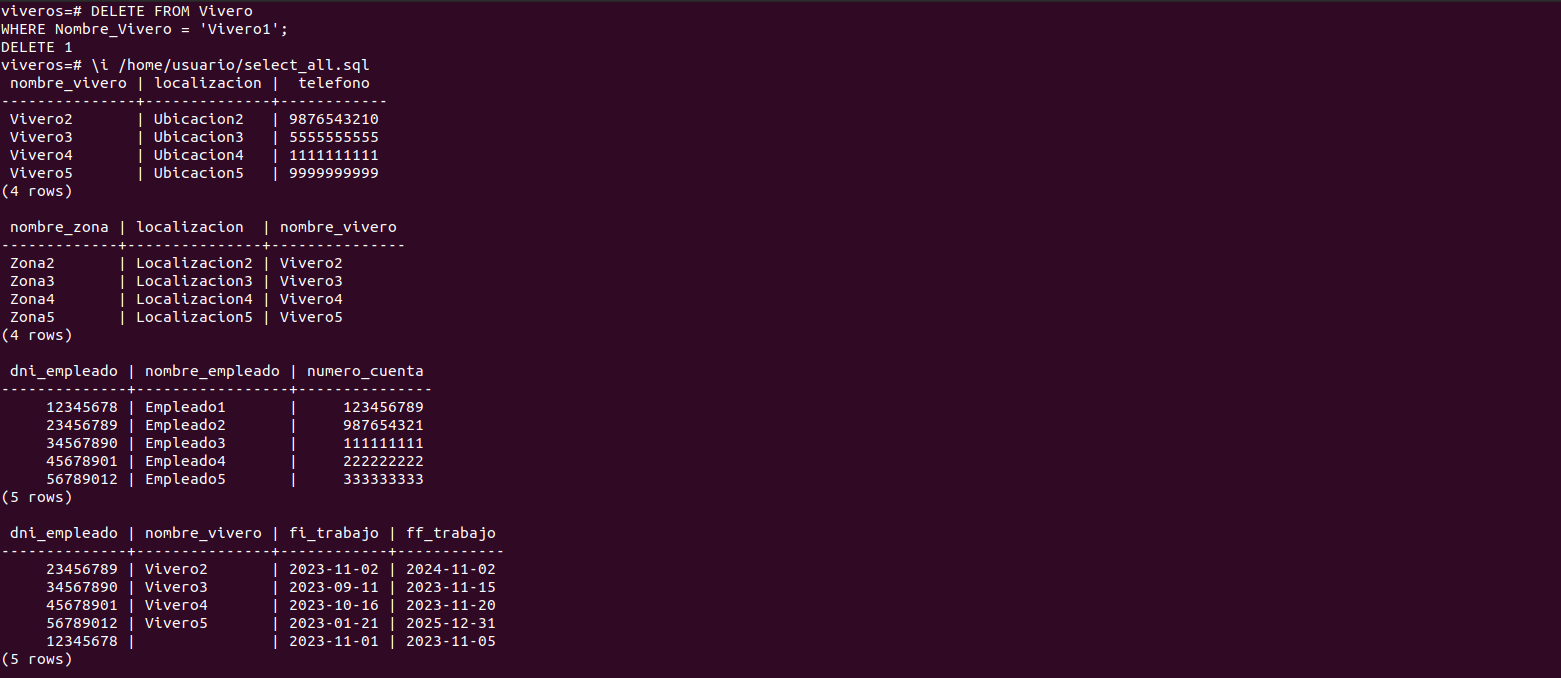 viveros=# DELETE FROM Vivero
WHERE Nombre_Vivero = 'Vivero1';
DELETE 1
viveros=# \i /home/usuario/select_all.sql
 nombre_vivero | localizacion |  telefono
---------------+--------------+------------
 Vivero2       | Ubicacion2   | 9876543210
 Vivero3       | Ubicacion3   | 5555555555
 Vivero4       | Ubicacion4   | 1111111111
 Vivero5       | Ubicacion5   | 9999999999
(4 rows)

 nombre_zona | localizacion  | nombre_vivero
-------------+---------------+---------------
 Zona2       | Localizacion2 | Vivero2
 Zona3       | Localizacion3 | Vivero3
 Zona4       | Localizacion4 | Vivero4
 Zona5       | Localizacion5 | Vivero5
(4 rows)

 dni_empleado | nombre_empleado | numero_cuenta
--------------+-----------------+---------------
     12345678 | Empleado1       |     123456789
     23456789 | Empleado2       |     987654321
     34567890 | Empleado3       |     111111111
     45678901 | Empleado4       |     222222222
     56789012 | Empleado5       |     333333333
(5 rows)

 dni_empleado | nombre_vivero | fi_trabajo | ff_trabajo
--------------+---------------+------------+------------
     23456789 | Vivero2       | 2023-11-02 | 2024-11-02
     34567890 | Vivero3       | 2023-09-11 | 2023-11-15
     45678901 | Vivero4       | 2023-10-16 | 2023-11-20
     56789012 | Vivero5       | 2023-01-21 | 2025-12-31
     12345678 |               | 2023-11-01 | 2023-11-05
(5 rows)